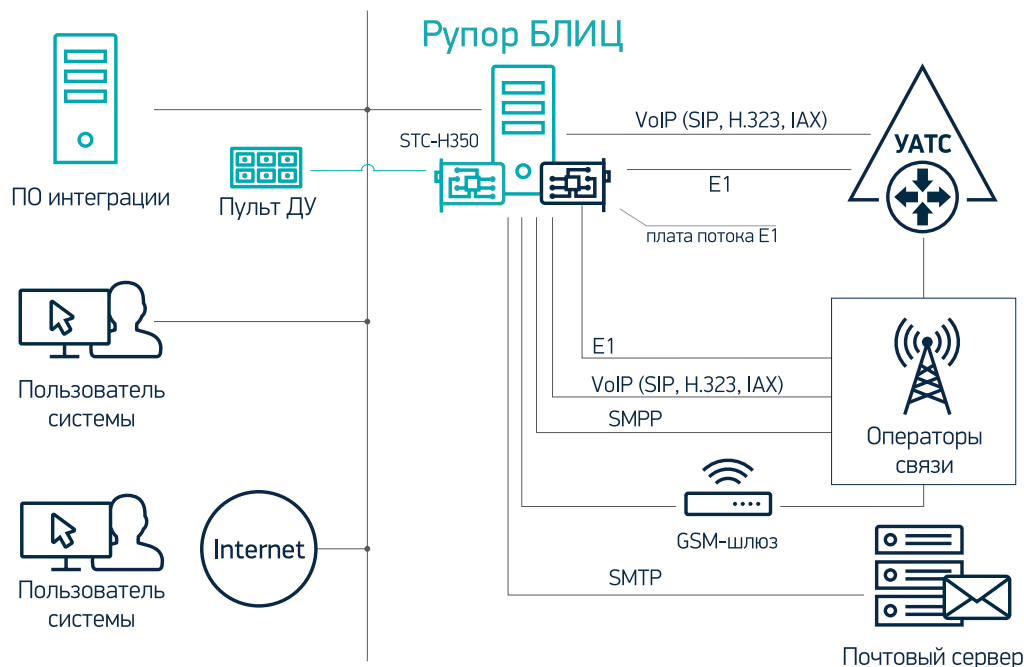 Рупор БЛИЦ
STC-H350
VoIP (SIP, H.323, IAX)
УАТС
E1
ПО интеграции
Пульт ДУ
плата потока E1
E1
Пользователь
системы
VoIP (SIP, H.323, IAX)
SMPP
Операторы
связи
GSM-шлюз
Internet
SMTP
Пользователь
системы
Почтовый сервер